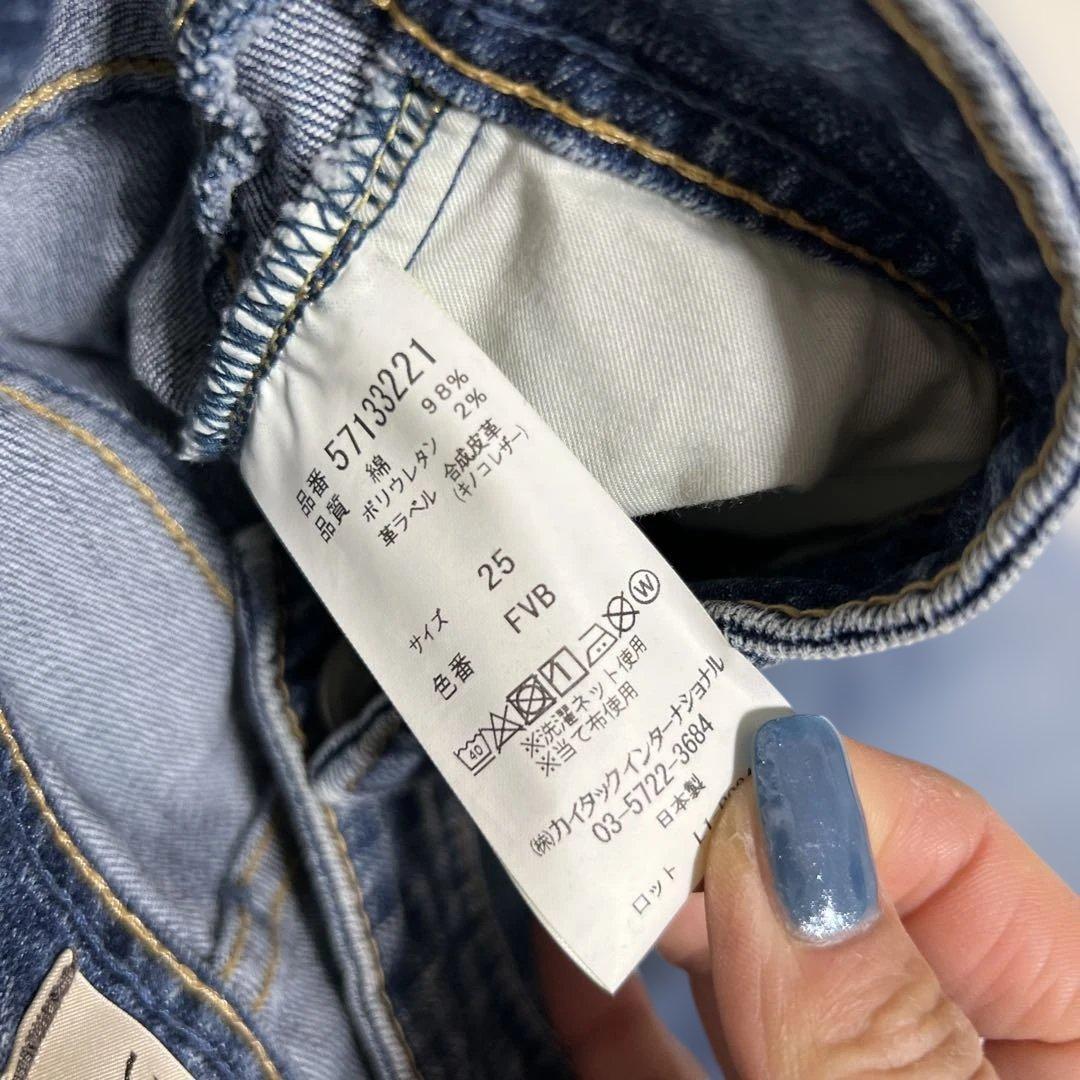 品番 57133221
品質 綿 98%
ポリウレタン 2%
革ラベル 合成皮革
(キノコレザー)
サイズ 25
色番 FVB
40 W
※洗濯ネット使用
※当て布使用
㈱カイタックインターナショナル
03-5722-3684
日本製
ロット